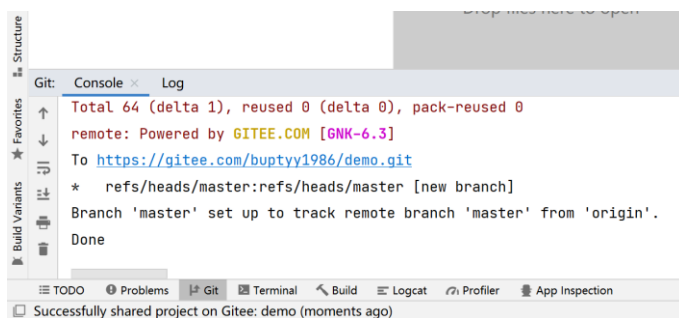 Drop files here to open
Structure
Git: Console × Log
Favorites
Total 64 (delta 1), reused 0 (delta 0), pack-reused 0
remote: Powered by GITEE.COM [GNK-6.3]
To https://gitee.com/buptyy1986/demo.git
* refs/heads/master:refs/heads/master [new branch]
Build Variants
Branch 'master' set up to track remote branch 'master' from 'origin'.
Done
TODO Problems Git Terminal Build Logcat Profiler App Inspection
Successfully shared project on Gitee: demo (moments ago)